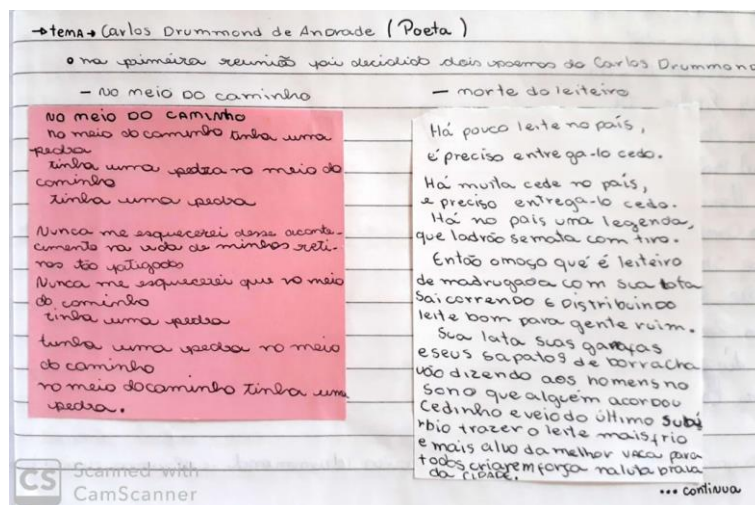 → tema → Carlos Drummond de Andrade (Poeta)
• na primeira reunião foi decidido dois poemas do Carlos Drummond
- No meio do caminho
- morte do leiteiro
NO MEIO DO CAMINHO
no meio do caminho tinha uma
pedra
tinha uma pedra no meio do
caminho
tinha uma pedra
Nunca me esquecerei desse aconte-
cimento na vida de minhas reti-
nas tão fatigadas
Nunca me esquecerei que no meio
do caminho
tinha uma pedra
tinha uma pedra no meio
do caminho
no meio do caminho tinha uma
pedra.
Há pouco leite no país,
é preciso entrega-lo cedo.
Há muita cede no país,
e preciso entrega-lo cedo.
Há no país uma legenda,
que ladrão se mata com tiro.
Então o moço que é leiteiro
de madrugada com sua lata
Sai correndo e Distribuindo
leite bom para gente ruim.
Sua lata suas garrafas
e seus sapatos de borracha
vão dizendo aos homens no
sono que alguém acordou
Cedinho e veio do último subú
rbio trazer o leite mais frio
e mais alvo da melhor vaca para
todos criarem força na luta brava
da CIDADE.
... continua
CS Scanned with
CamScanner